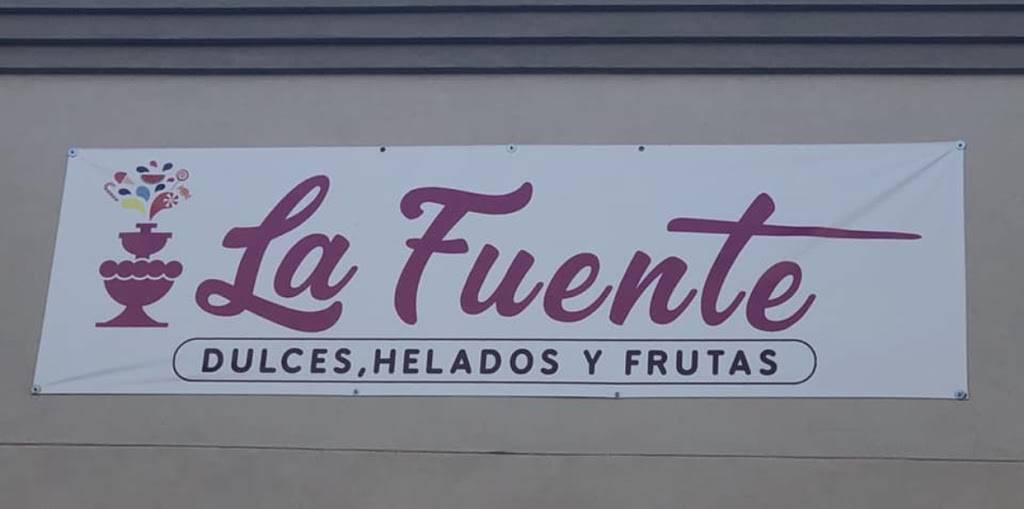 La Fuente
DULCES,HELADOS Y FRUTAS